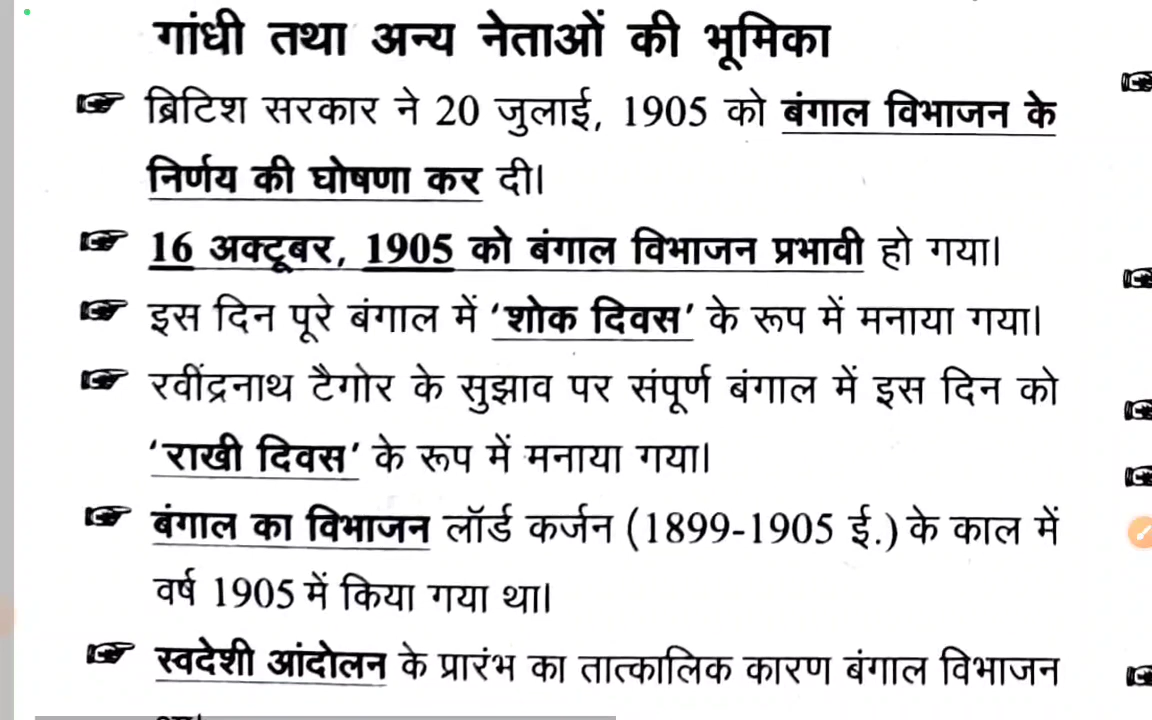 गांधी तथा अन्य नेताओं की भूमिका
ब्रिटिश सरकार ने 20 जुलाई, 1905 को बंगाल विभाजन के
निर्णय की घोषणा कर दी।
16 अक्टूबर, 1905 को बंगाल विभाजन प्रभावी हो गया।
इस दिन पूरे बंगाल में ‘शोक दिवस’ के रूप में मनाया गया।
रवींद्रनाथ टैगोर के सुझाव पर संपूर्ण बंगाल में इस दिन को
‘राखी दिवस’ के रूप में मनाया गया।
बंगाल का विभाजन लॉर्ड कर्जन (1899-1905 ई.) के काल में
वर्ष 1905 में किया गया था।
स्वदेशी आंदोलन के प्रारंभ का तात्कालिक कारण बंगाल विभाजन